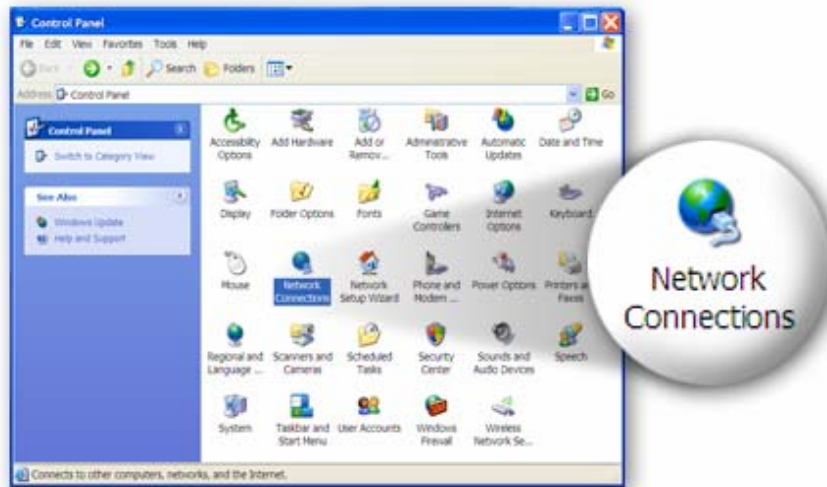 Control Panel
File Edit View Favorites Tools Help
Back Search Folders
Address Control Panel Go
Control Panel
Switch to Category View
See Also
Windows Update
Help and Support
Accessibility Options
Add Hardware
Add or Remov...
Administrative Tools
Automatic Updates
Date and Time
Display
Folder Options
Fonts
Game Controllers
Internet Options
Keyboard
Mouse
Network Connections
Network Setup Wizard
Phone and Modem ...
Power Options
Printers and Faxes
Regional and Language ...
Scanners and Cameras
Scheduled Tasks
Security Center
Sounds and Audio Devices
Speech
System
Taskbar and Start Menu
User Accounts
Windows Firewall
Wireless Network Se...
Connects to other computers, networks, and the Internet.
Network
Connections